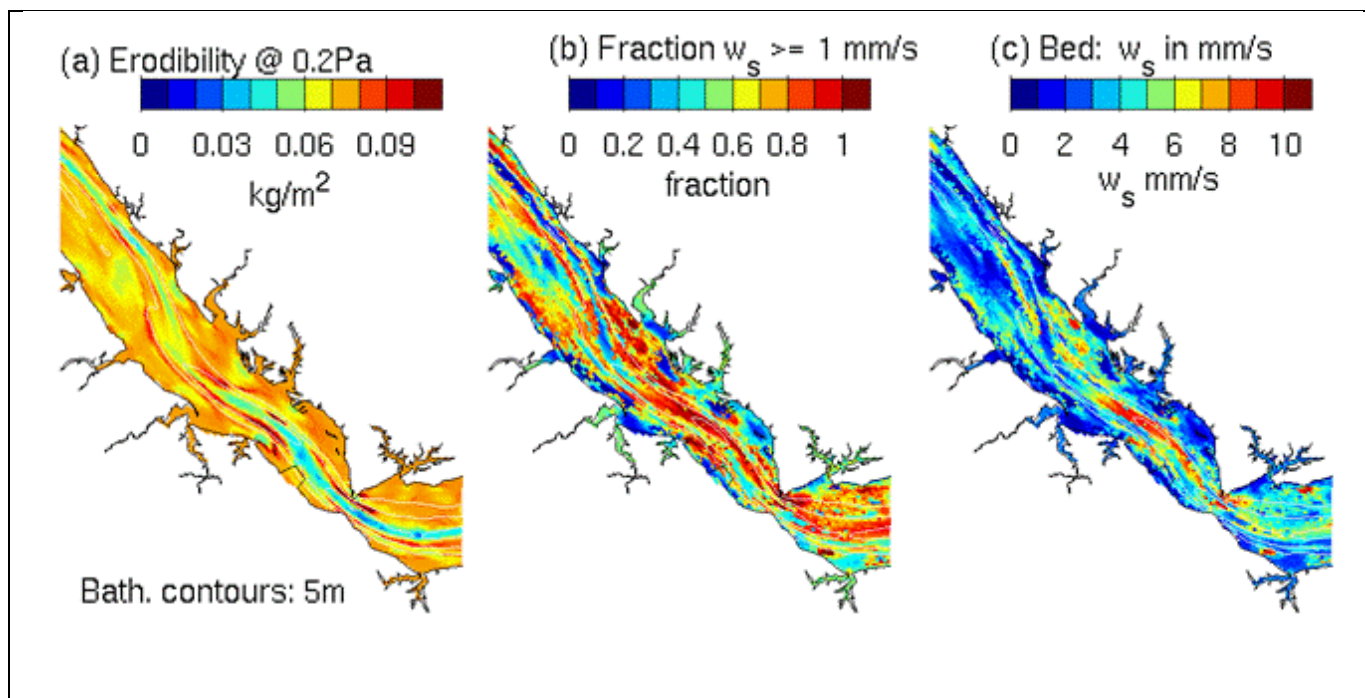 (a) Erodibility @ 0.2Pa
0 0.03 0.06 0.09
kg/m2
(b) Fraction ws >= 1 mm/s
0 0.2 0.4 0.6 0.8 1
fraction
(c) Bed: ws in mm/s
0 2 4 6 8 10
ws mm/s
Bath. contours: 5m